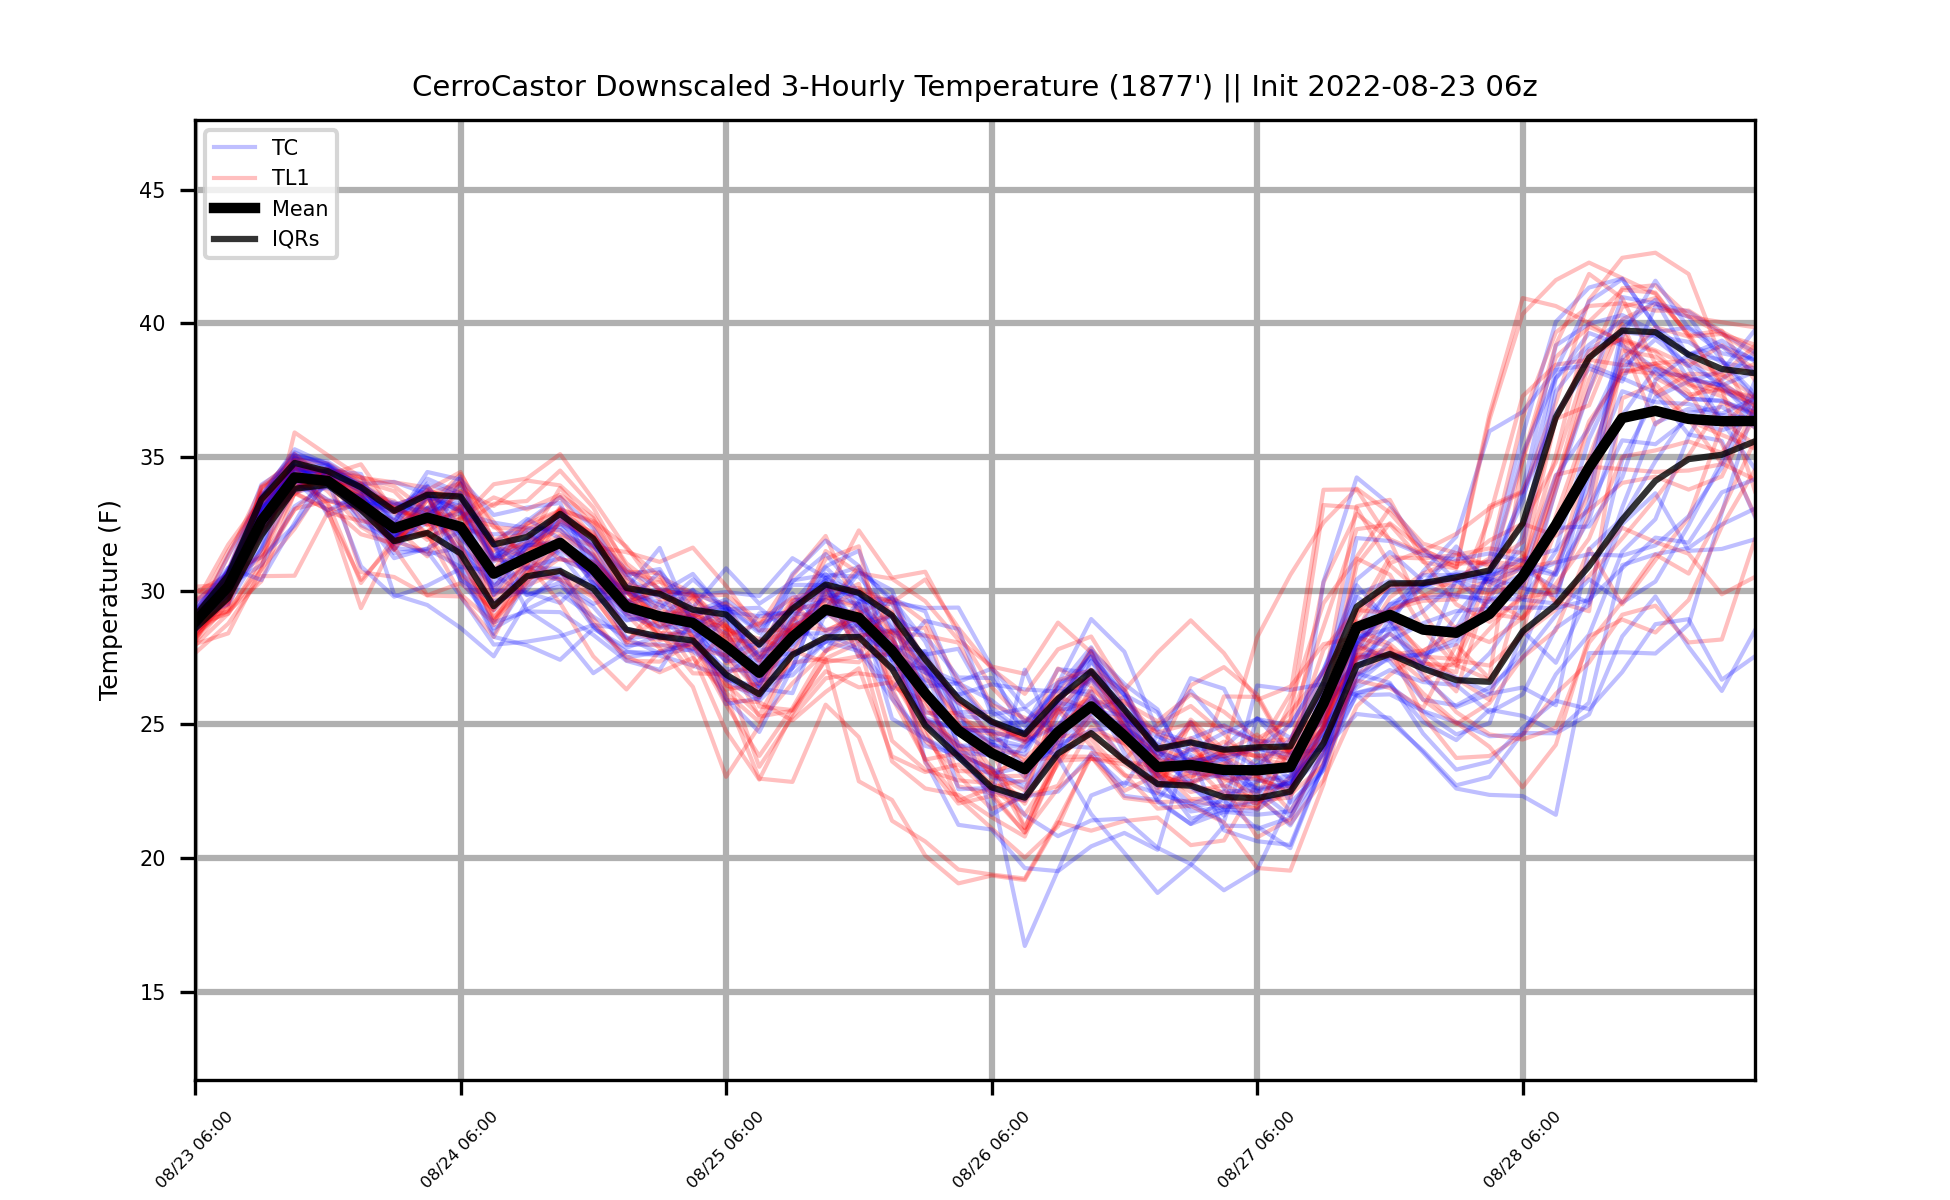 CerroCastor Downscaled 3-Hourly Temperature (1877') || Init 2022-08-23 06z
TC
TL1
Mean
IQRs
Temperature (F)
45
40
35
30
25
20
15
08/23 06:00
08/24 06:00
08/25 06:00
08/26 06:00
08/27 06:00
08/28 06:00